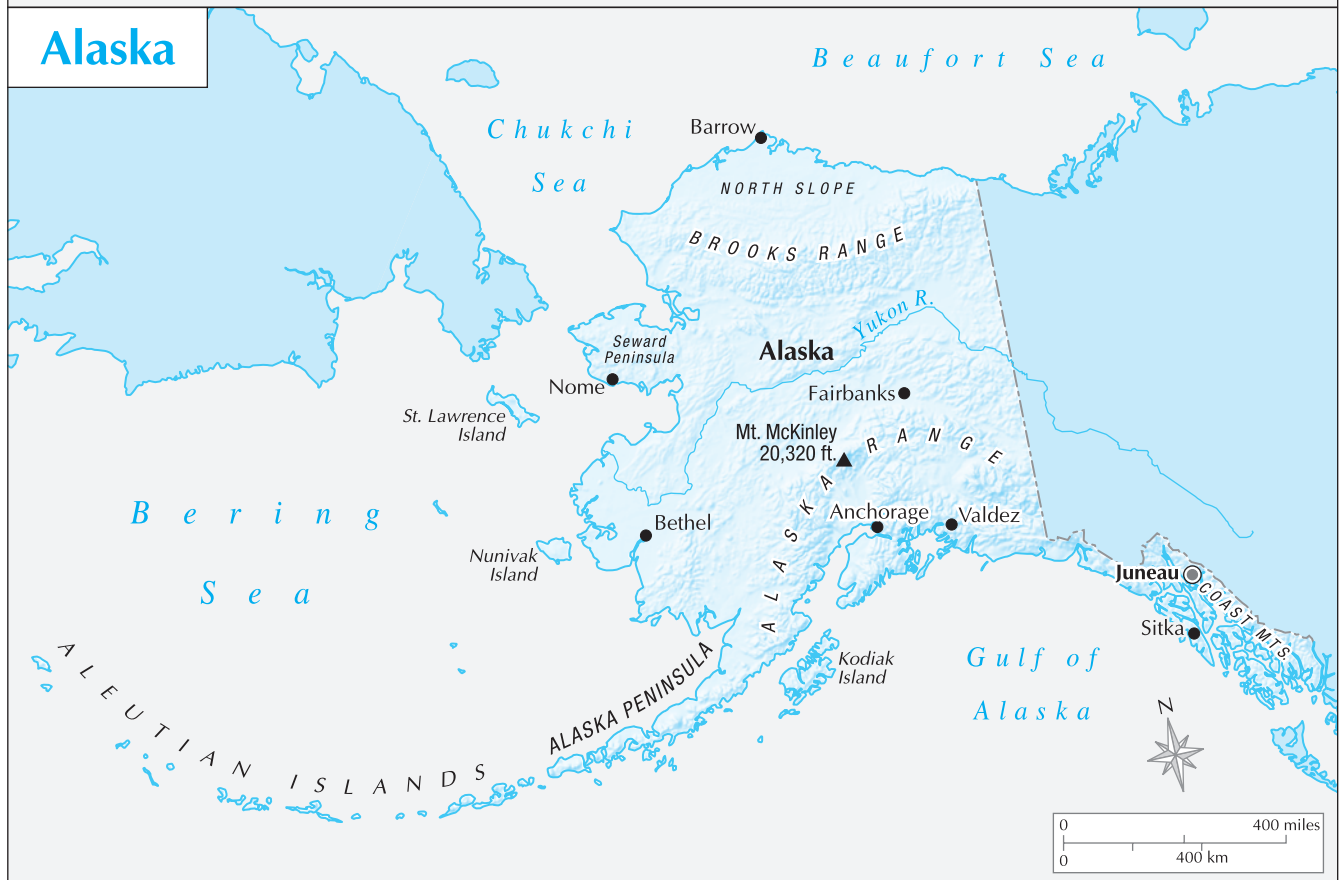 Alaska
Beaufort Sea
Chukchi
Sea
Barrow
NORTH SLOPE
BROOKS RANGE
Yukon R.
Seward
Peninsula
Alaska
Nome
Fairbanks
St. Lawrence
Island
Mt. McKinley
20,320 ft.
ALASKA RANGE
Bering
Sea
Anchorage
Valdez
Bethel
Nunivak
Island
Juneau
COAST MTS.
Sitka
Kodiak
Island
Gulf of
Alaska
ALASKA PENINSULA
ALEUTIAN ISLANDS
N
0
400 miles
0
400 km